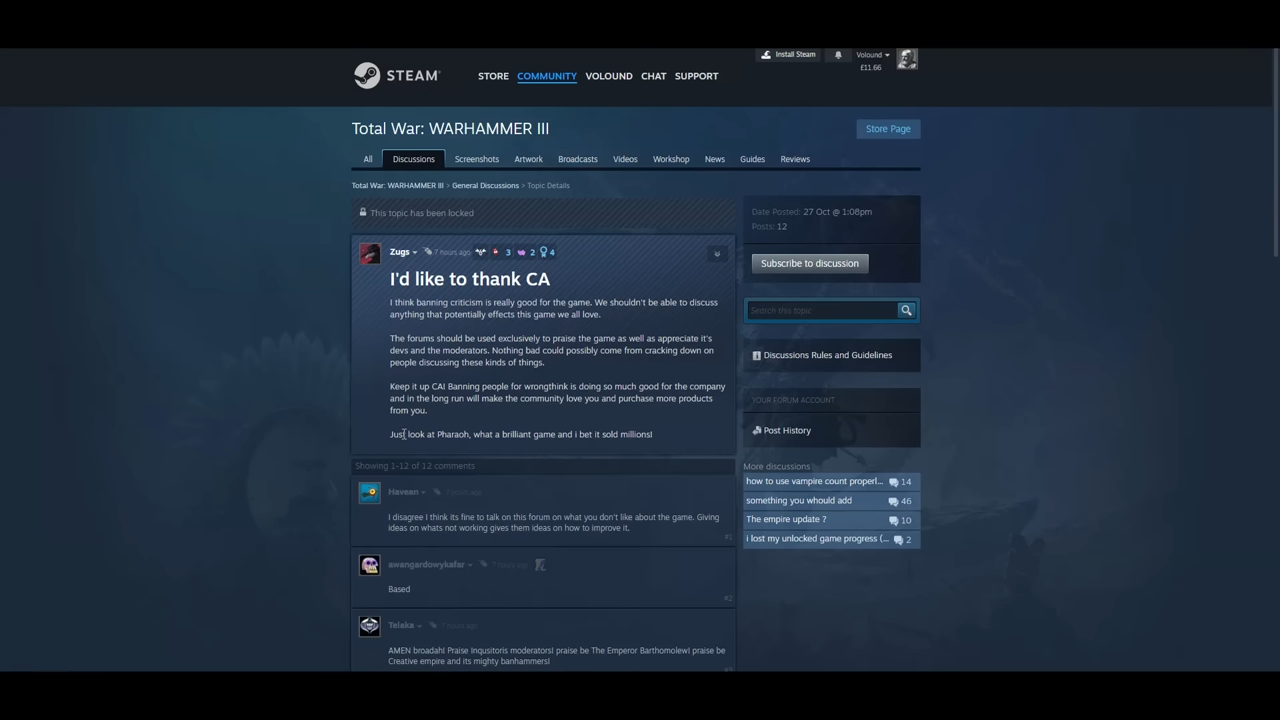 Install Steam
Volound
£11.66
STEAM
STORE COMMUNITY VOLOUND CHAT SUPPORT
Total War: WARHAMMER III
Store Page
All Discussions Screenshots Artwork Broadcasts Videos Workshop News Guides Reviews
Total War: WARHAMMER III > General Discussions > Topic Details
This topic has been locked
Zugs 7 hours ago 3 2 4
I'd like to thank CA
I think banning criticism is really good for the game. We shouldn't be able to discuss
anything that potentially effects this game we all love.
The forums should be used exclusively to praise the game as well as appreciate it's
devs and the moderators. Nothing bad could possibly come from cracking down on
people discussing these kinds of things.
Keep it up CA! Banning people for wrongthink is doing so much good for the company
and in the long run will make the community love you and purchase more products
from you.
Just look at Pharaoh, what a brilliant game and i bet it sold millions!
Showing 1-12 of 12 comments
Havean 7 hours ago
I disagree I think its fine to talk on this forum on what you don't like about the game. Giving
ideas on whats not working gives them ideas on how to improve it.
#1
awangardowykafar 7 hours ago
Based
#2
Telaka 7 hours ago
AMEN broadah! Praise Inqusitoris moderators! praise be The Emperor Bartholomew! praise be
Creative empire and its mighty banhammers!
Date Posted: 27 Oct @ 1:08pm
Posts: 12
Subscribe to discussion
Search this topic
Discussions Rules and Guidelines
YOUR FORUM ACCOUNT
Post History
More discussions
how to use vampire count properl... 14
something you whould add 46
The empire update ? 10
i lost my unlocked game progress (... 2